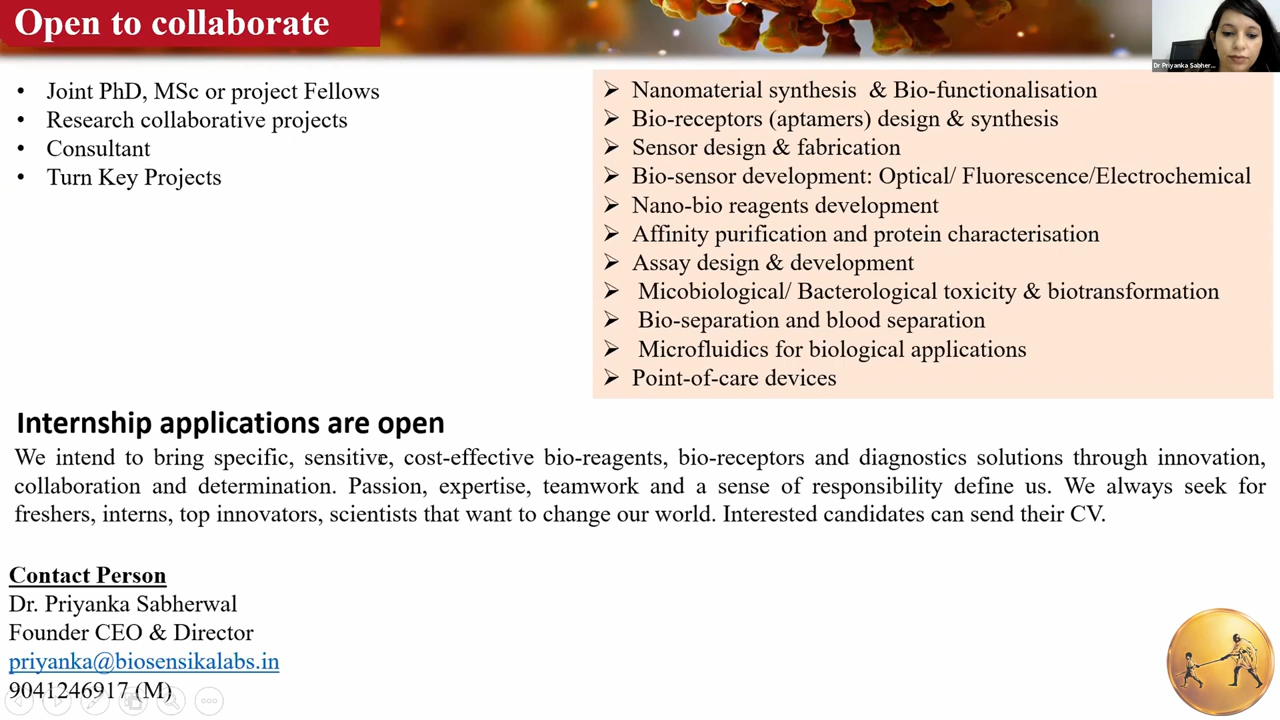 Open to collaborate
Dr Priyanka Sabher...
• Joint PhD, MSc or project Fellows
• Research collaborative projects
• Consultant
• Turn Key Projects
➢ Nanomaterial synthesis & Bio-functionalisation
➢ Bio-receptors (aptamers) design & synthesis
➢ Sensor design & fabrication
➢ Bio-sensor development: Optical/ Fluorescence/Electrochemical
➢ Nano-bio reagents development
➢ Affinity purification and protein characterisation
➢ Assay design & development
➢ Micobiological/ Bacterological toxicity & biotransformation
➢ Bio-separation and blood separation
➢ Microfluidics for biological applications
➢ Point-of-care devices
Internship applications are open
We intend to bring specific, sensitive, cost-effective bio-reagents, bio-receptors and diagnostics solutions through innovation,
collaboration and determination. Passion, expertise, teamwork and a sense of responsibility define us. We always seek for
freshers, interns, top innovators, scientists that want to change our world. Interested candidates can send their CV.
Contact Person
Dr. Priyanka Sabherwal
Founder CEO & Director
priyanka@biosensikalabs.in
9041246917 (M)